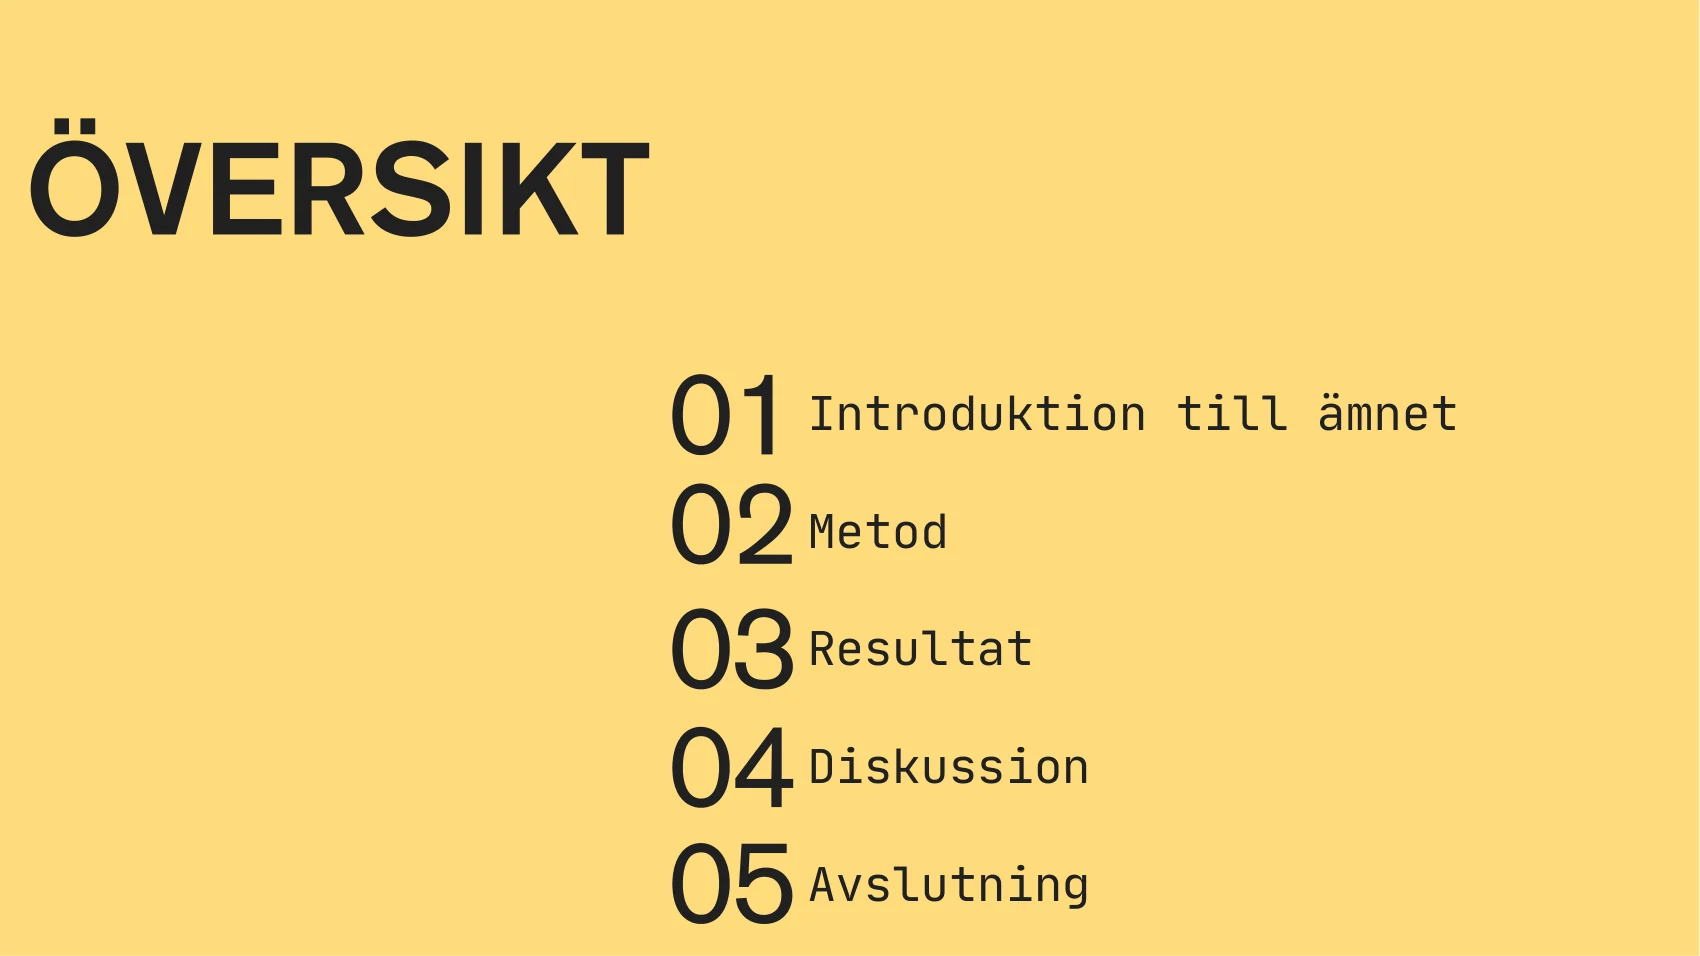 ÖVERSIKT
01 Introduktion till ämnet
02 Metod
03 Resultat
04 Diskussion
05 Avslutning